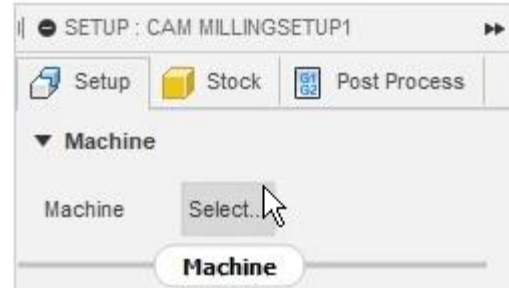 SETUP : CAM MILLINGSETUP1
Setup Stock G1 G2 Post Process
Machine
Machine Select...
Machine